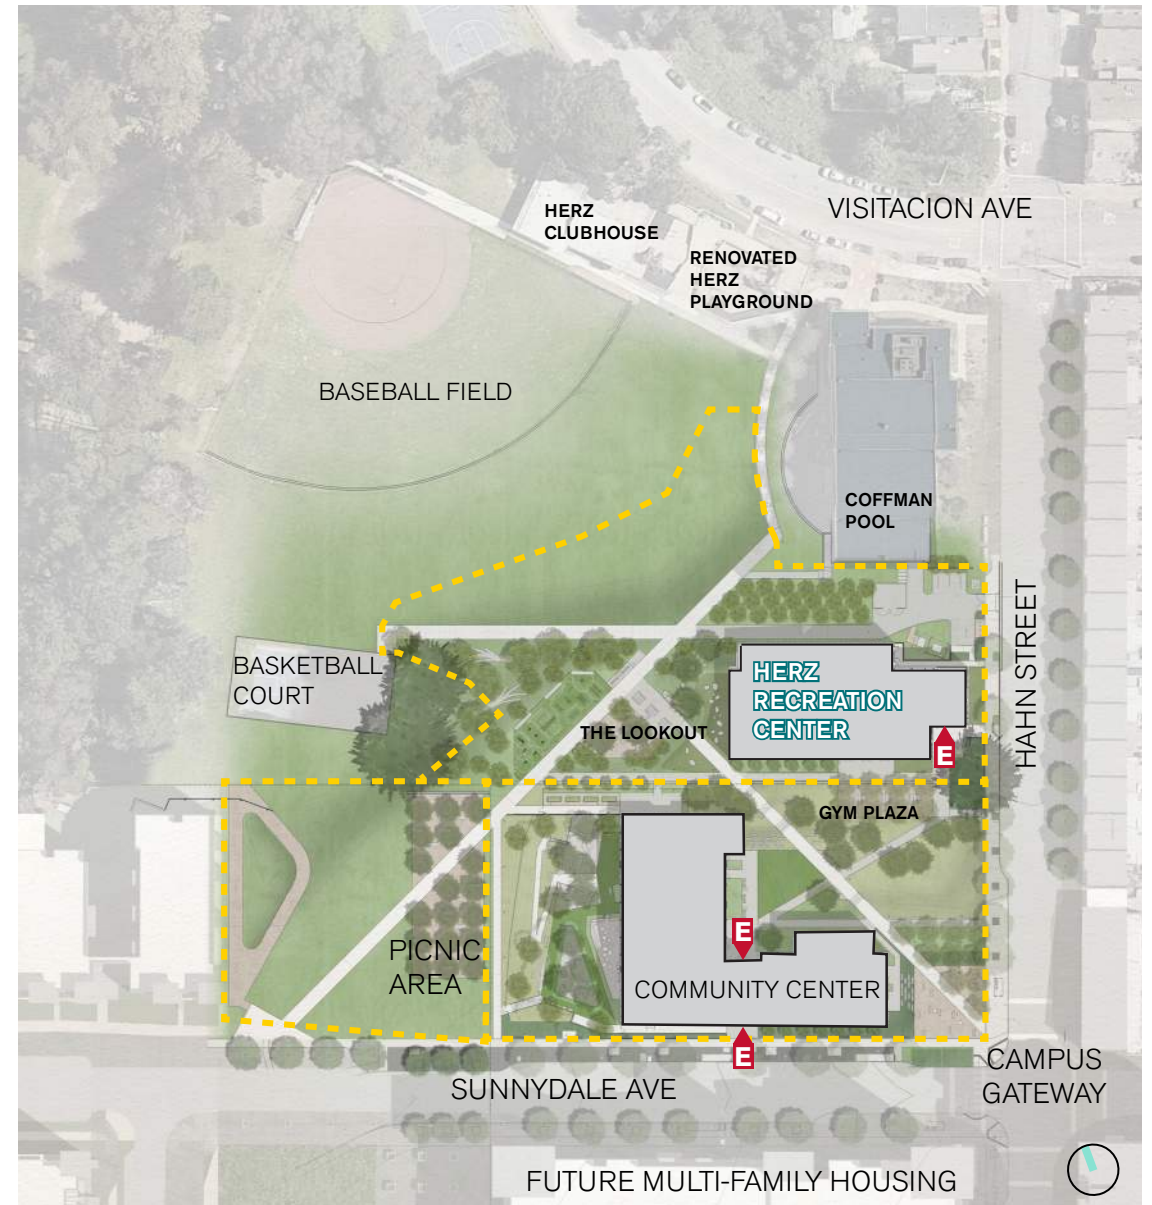 VISITACION AVE
HERZ
CLUBHOUSE
RENOVATED
HERZ
PLAYGROUND
BASEBALL FIELD
COFFMAN
POOL
HAHN STREET
BASKETBALL
COURT
HERZ
RECREATION
CENTER
THE LOOKOUT
E
GYM PLAZA
E
PICNIC
AREA
COMMUNITY CENTER
E
CAMPUS
GATEWAY
SUNNYDALE AVE
FUTURE MULTI-FAMILY HOUSING